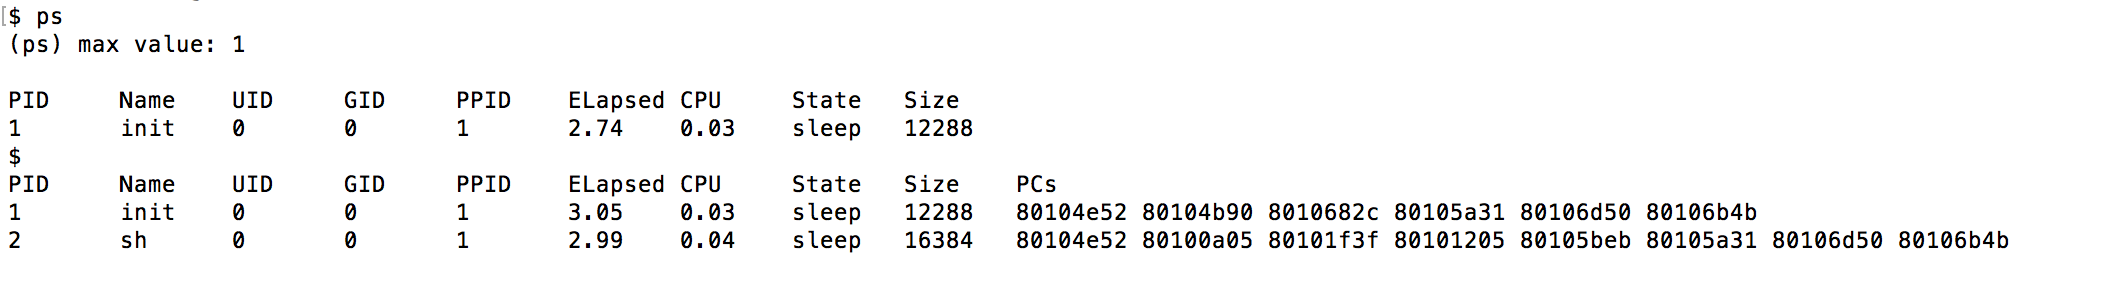 [$ ps
(ps) max value: 1
PID Name UID GID PPID ELapsed CPU State Size
1 init 0 0 1 2.74 0.03 sleep 12288
$
PID Name UID GID PPID ELapsed CPU State Size PCs
1 init 0 0 1 3.05 0.03 sleep 12288 80104e52 80104b90 8010682c 80105a31 80106d50 80106b4b
2 sh 0 0 1 2.99 0.04 sleep 16384 80104e52 80100a05 80101f3f 80101205 80105beb 80105a31 80106d50 80106b4b